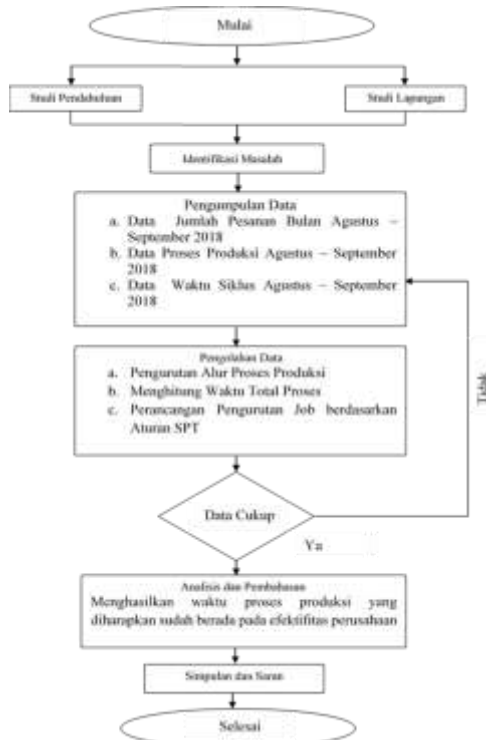 Mulai
Studi Pendahuluan
Studi Lapangan
Identifikasi Masalah
Pengumpulan Data
a. Data Jumlah Pesanan Bulan Agustus –
September 2018
b. Data Proses Produksi Agustus – September
2018
c. Data Waktu Siklus Agustus – September
2018
Pengolahan Data
a. Pengurutan Alur Proses Produksi
b. Menghitung Waktu Total Proses
c. Perancangan Pengurutan Job berdasarkan
Aturan SPT
Tidak
Data Cukup
Ya
Analisis dan Pembahasan
Menghasilkan waktu proses produksi yang
diharapkan sudah berada pada efektiifitas perusahaan
Simpulan dan Saran
Selesai